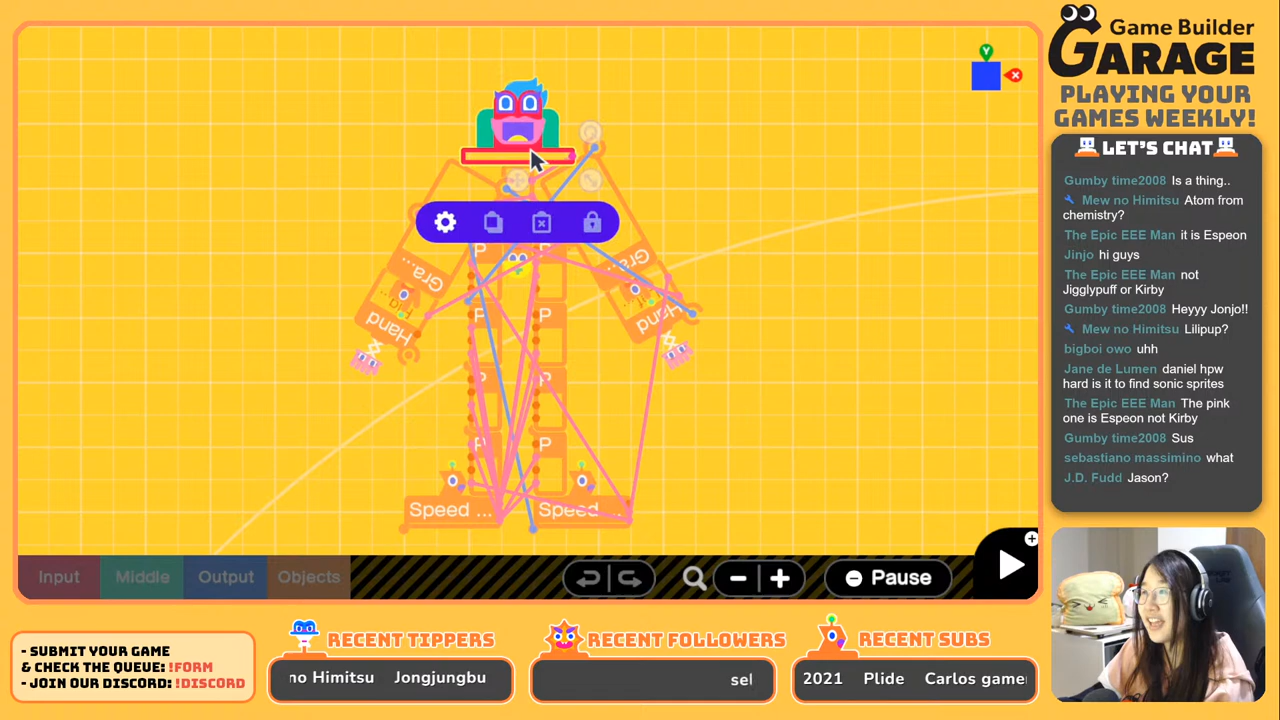 Game Builder
GARAGE
PLAYING YOUR
GAMES WEEKLY!
LET'S CHAT
Gumby time2008 Is a thing..
Mew no Himitsu Atom from
chemistry?
The Epic EEE Man it is Espeon
Jinjo hi guys
The Epic EEE Man not
Jigglypuff or Kirby
Gumby time2008 Heyyy Jonjo!!
Mew no Himitsu Lilipup?
bigboi owo uhh
Jane de Lumen daniel hpw
hard is it to find sonic sprites
The Epic EEE Man The pink
one is Espeon not Kirby
Gumby time2008 Sus
sebastiano massimino what
J.D. Fudd Jason?
Y
X
P
P
Gra...
Gra...
Hand
Hand
P
P
P
P
P
P
Speed ...
Speed ...
Input
Middle
Output
Objects
Pause
- SUBMIT YOUR GAME
& CHECK THE QUEUE: !FORM
- JOIN OUR DISCORD: !DISCORD
RECENT TIPPERS
no Himitsu Jongjungbu
RECENT FOLLOWERS
sel
RECENT SUBS
2021 Plide Carlos game